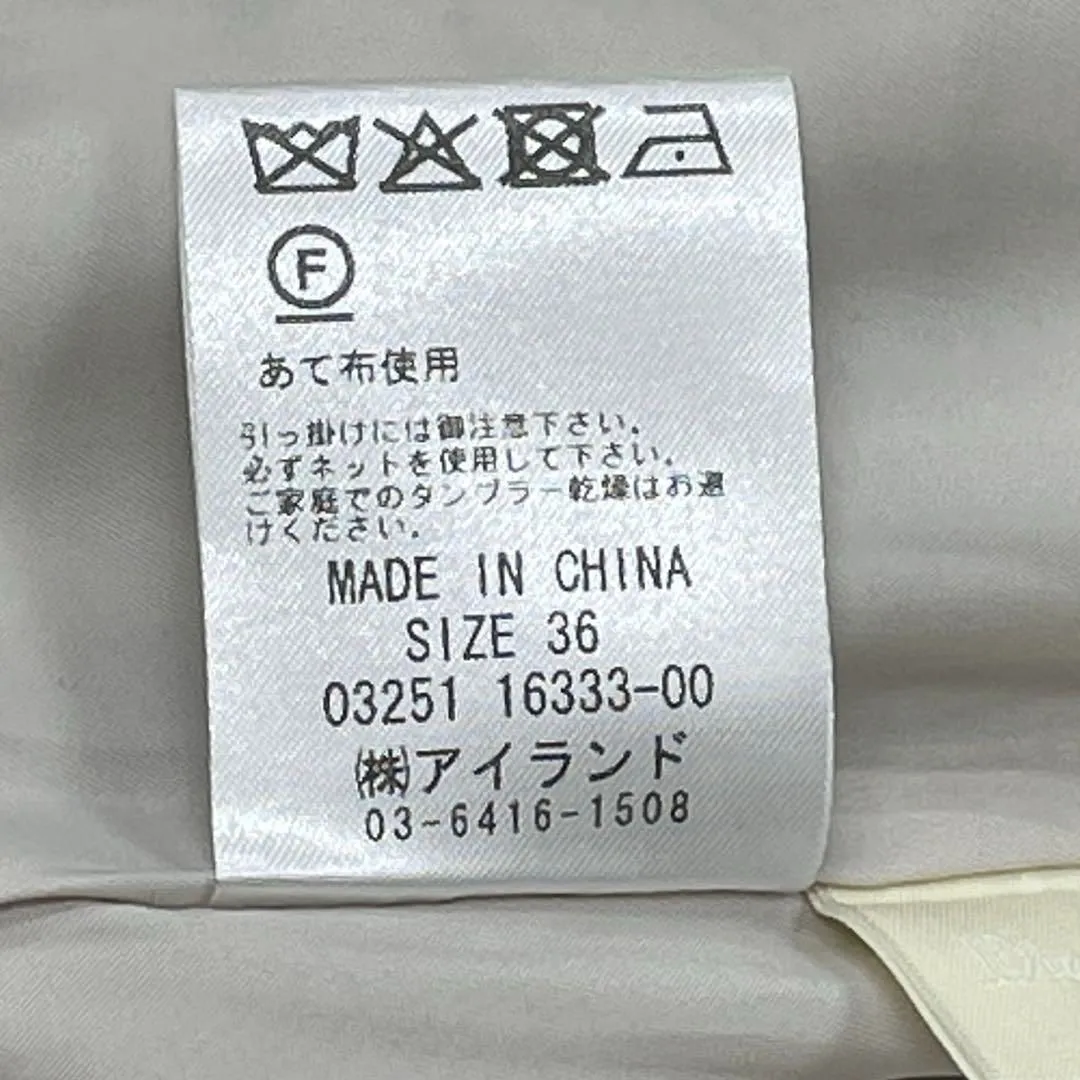 F
あて布使用
引っ掛けには御注意下さい。
必ずネットを使用して下さい。
ご家庭でのタンブラー乾燥はお避
けください。
MADE IN CHINA
SIZE 36
03251 16333-00
㈱アイランド
03-6416-1508